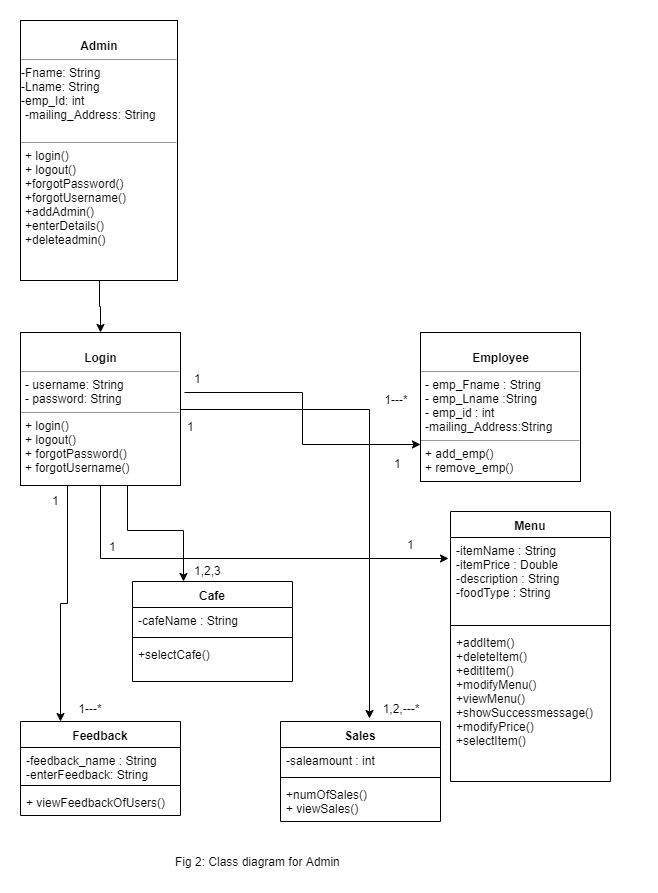 Admin
-Fname: String
-Lname: String
-emp_Id: int
-mailing_Address: String
+ login()
+ logout()
+forgotPassword()
+forgotUsername()
+addAdmin()
+enterDetails()
+deleteadmin()
Login
- username: String
- password: String
+ login()
+ logout()
+ forgotPassword()
+ forgotUsername()
1
1
1---*
1
Employee
- emp_Fname : String
- emp_Lname :String
- emp_id : int
-mailing_Address:String
+ add_emp()
+ remove_emp()
1
1
1
1,2,3
Menu
-itemName : String
-itemPrice : Double
-description : String
-foodType : String
+addItem()
+deleteItem()
+editItem()
+modifyMenu()
+viewMenu()
+showSuccessmessage()
+modifyPrice()
+selectItem()
Cafe
-cafeName : String
+selectCafe()
1---*
1,2,---*
Feedback
-feedback_name : String
-enterFeedback: String
+ viewFeedbackOfUsers()
Sales
-saleamount : int
+numOfSales()
+ viewSales()
Fig 2: Class diagram for Admin